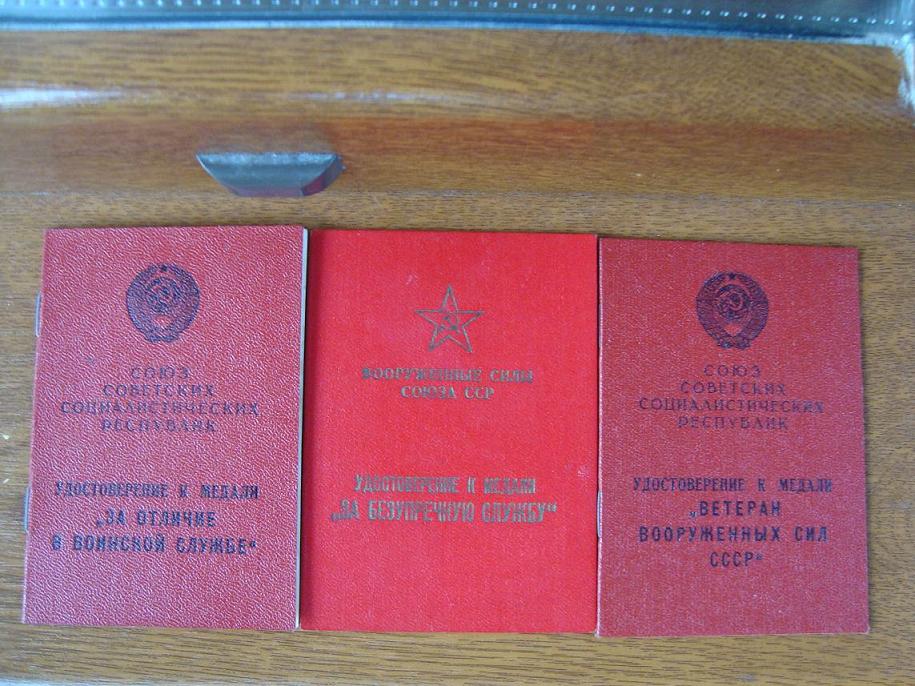 СОЮЗ
СОВЕТСКИХ
СОЦИАЛИСТИЧЕСКИХ
РЕСПУБЛИК
УДОСТОВЕРЕНИЕ К МЕДАЛИ
„ЗА ОТЛИЧИЕ
В ВОИНСКОЙ СЛУЖБЕ“
ВООРУЖЕННЫЕ СИЛЫ
СОЮЗА ССР
УДОСТОВЕРЕНИЕ К МЕДАЛИ
„ЗА БЕЗУПРЕЧНУЮ СЛУЖБУ“
СОЮЗ
СОВЕТСКИХ
СОЦИАЛИСТИЧЕСКИХ
РЕСПУБЛИК
УДОСТОВЕРЕНИЕ К МЕДАЛИ
„ВЕТЕРАН
ВООРУЖЕННЫХ СИЛ
СССР“